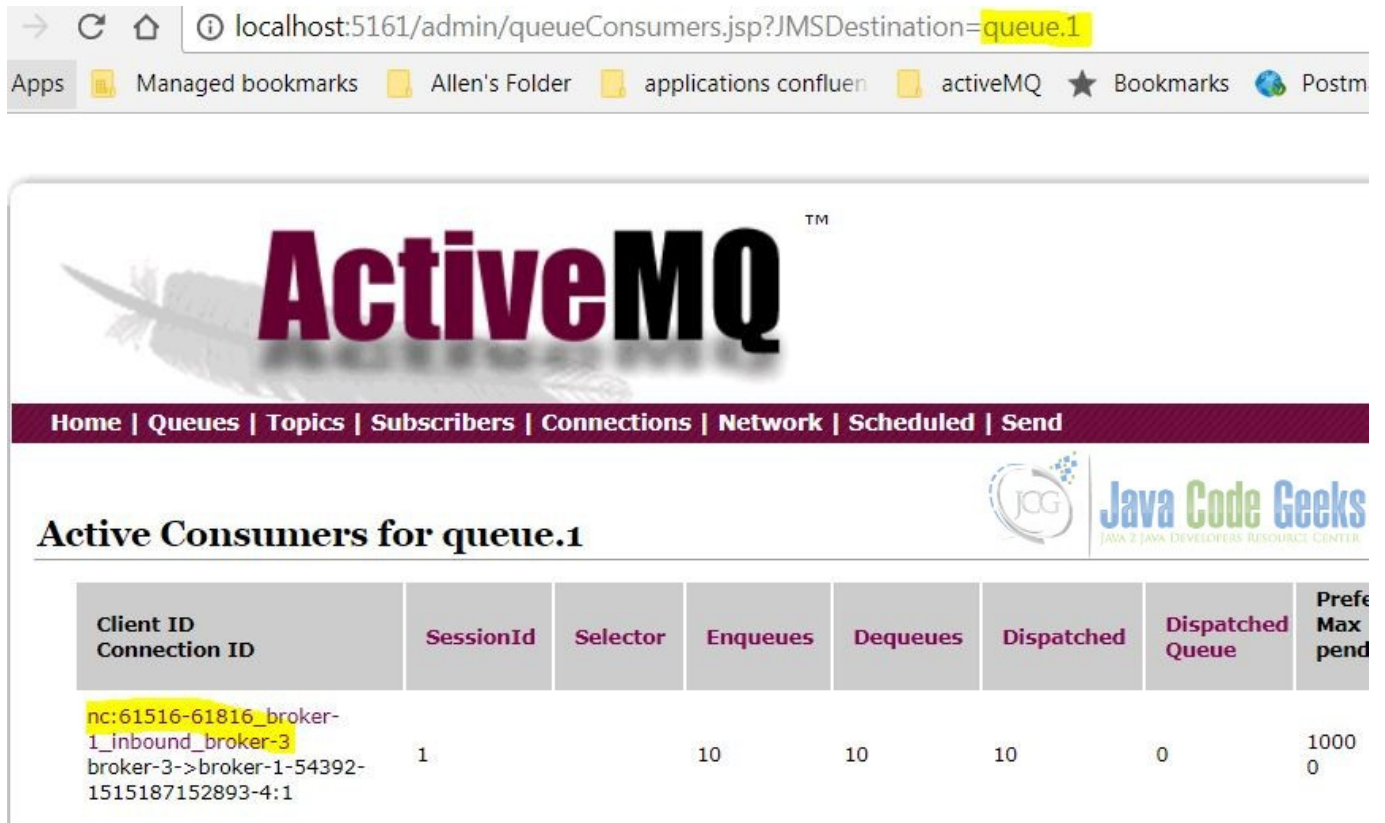 localhost:5161/admin/queueConsumers.jsp?JMSDestination=queue.1
Apps Managed bookmarks Allen's Folder applications confluen activeMQ Bookmarks Postm
ActiveMQ ™
Home | Queues | Topics | Subscribers | Connections | Network | Scheduled | Send
JCG Java Code Geeks
JAVA 2 JAVA DEVELOPERS RESOURCE CENTER
Active Consumers for queue.1
Client ID
Connection ID
SessionId
Selector
Enqueues
Dequeues
Dispatched
Dispatched
Queue
Prefe
Max
pend
nc:61516-61816_broker-
1_inbound_broker-3
broker-3->broker-1-54392-
1515187152893-4:1
1
10
10
10
0
1000
0